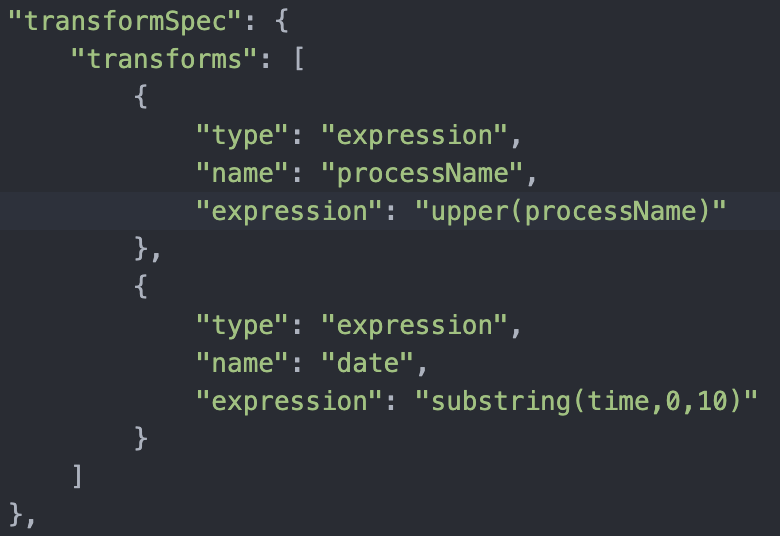 "transformSpec": {
    "transforms": [
        {
            "type": "expression",
            "name": "processName",
            "expression": "upper(processName)"
        },
        {
            "type": "expression",
            "name": "date",
            "expression": "substring(time,0,10)"
        }
    ]
},